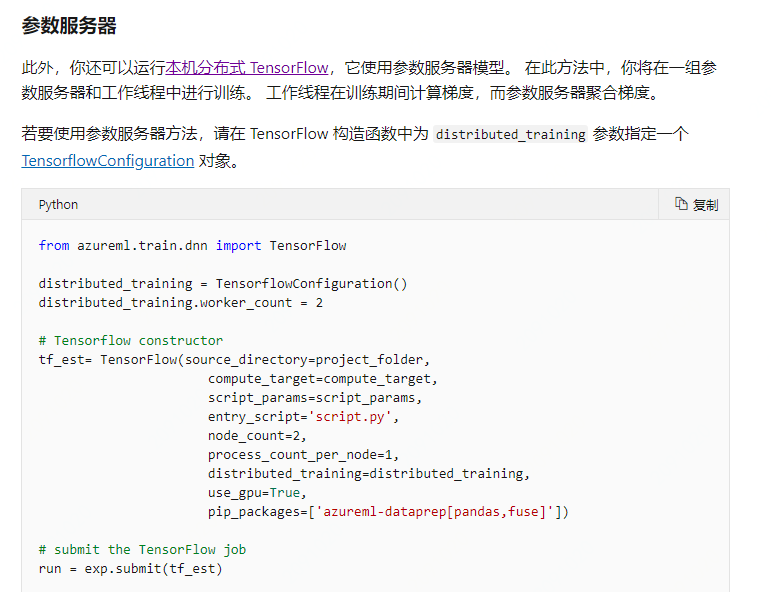 参数服务器
此外，你还可以运行本机分布式 TensorFlow，它使用参数服务器模型。 在此方法中，你将在一组参
数服务器和工作线程中进行训练。 工作线程在训练期间计算梯度，而参数服务器聚合梯度。
若要使用参数服务器方法，请在 TensorFlow 构造函数中为 distributed_training 参数指定一个
TensorflowConfiguration 对象。
Python 复制
from azureml.train.dnn import TensorFlow
distributed_training = TensorflowConfiguration()
distributed_training.worker_count = 2
# Tensorflow constructor
tf_est= TensorFlow(source_directory=project_folder,
compute_target=compute_target,
script_params=script_params,
entry_script='script.py',
node_count=2,
process_count_per_node=1,
distributed_training=distributed_training,
use_gpu=True,
pip_packages=['azureml-dataprep[pandas,fuse]'])
# submit the TensorFlow job
run = exp.submit(tf_est)